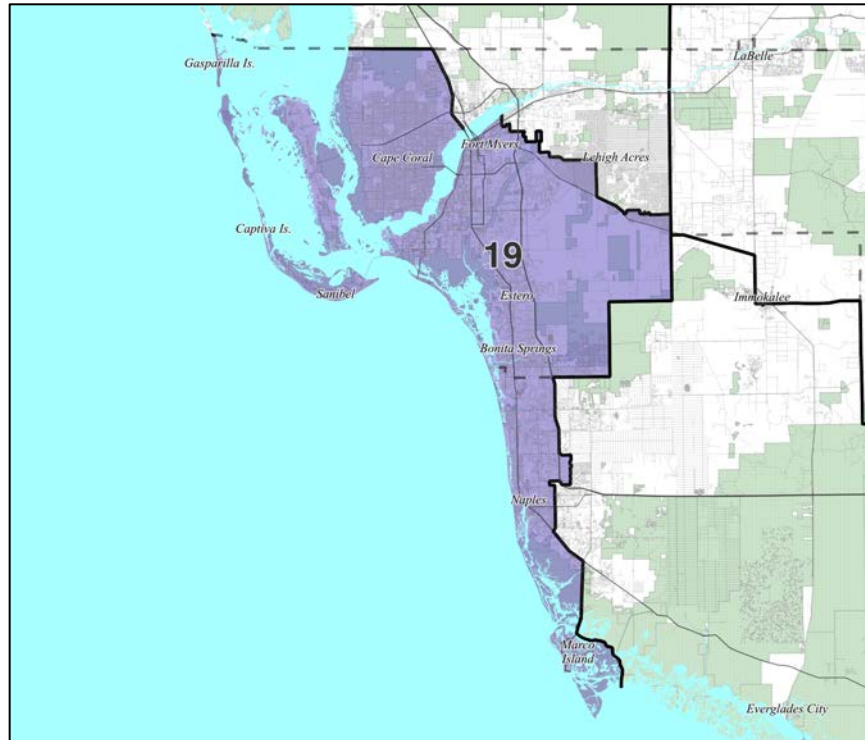 Gasparilla Is.
LaBelle
Fort Myers
Cape Coral
Lehigh Acres
Captiva Is.
19
Sanibel
Estero
Immokalee
Bonita Springs
Naples
Marco
Island
Everglades City